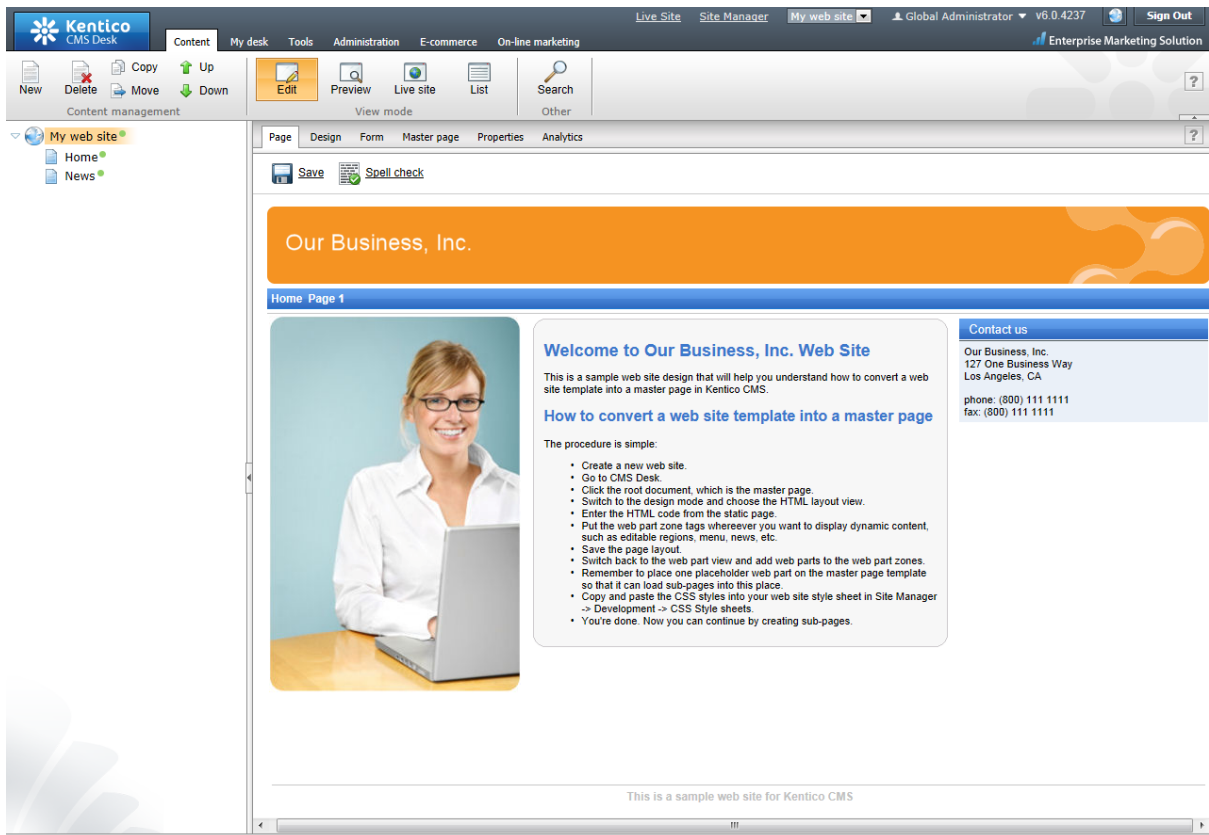 Kentico
CMS Desk
Live Site Site Manager My web site Global Administrator v6.0.4237 Sign Out
Content My desk Tools Administration E-commerce On-line marketing
Enterprise Marketing Solution
New Delete Copy Move Up Down
Content management
Edit Preview Live site List
View mode
Search
Other
?
My web site
Home
News
Page Design Form Master page Properties Analytics
?
Save Spell check
Our Business, Inc.
Home Page 1
Welcome to Our Business, Inc. Web Site
This is a sample web site design that will help you understand how to convert a web
site template into a master page in Kentico CMS.
How to convert a web site template into a master page
The procedure is simple:
• Create a new web site.
• Go to CMS Desk.
• Click the root document, which is the master page.
• Switch to the design mode and choose the HTML layout view.
• Enter the HTML code from the static page.
• Put the web part zone tags whereever you want to display dynamic content,
such as editable regions, menu, news, etc.
• Save the page layout.
• Switch back to the web part view and add web parts to the web part zones.
• Remember to place one placeholder web part on the master page template
so that it can load sub-pages into this place.
• Copy and paste the CSS styles into your web site style sheet in Site Manager
-> Development -> CSS Style sheets.
• You're done. Now you can continue by creating sub-pages.
Contact us
Our Business, Inc.
127 One Business Way
Los Angeles, CA
phone: (800) 111 1111
fax: (800) 111 1111
This is a sample web site for Kentico CMS